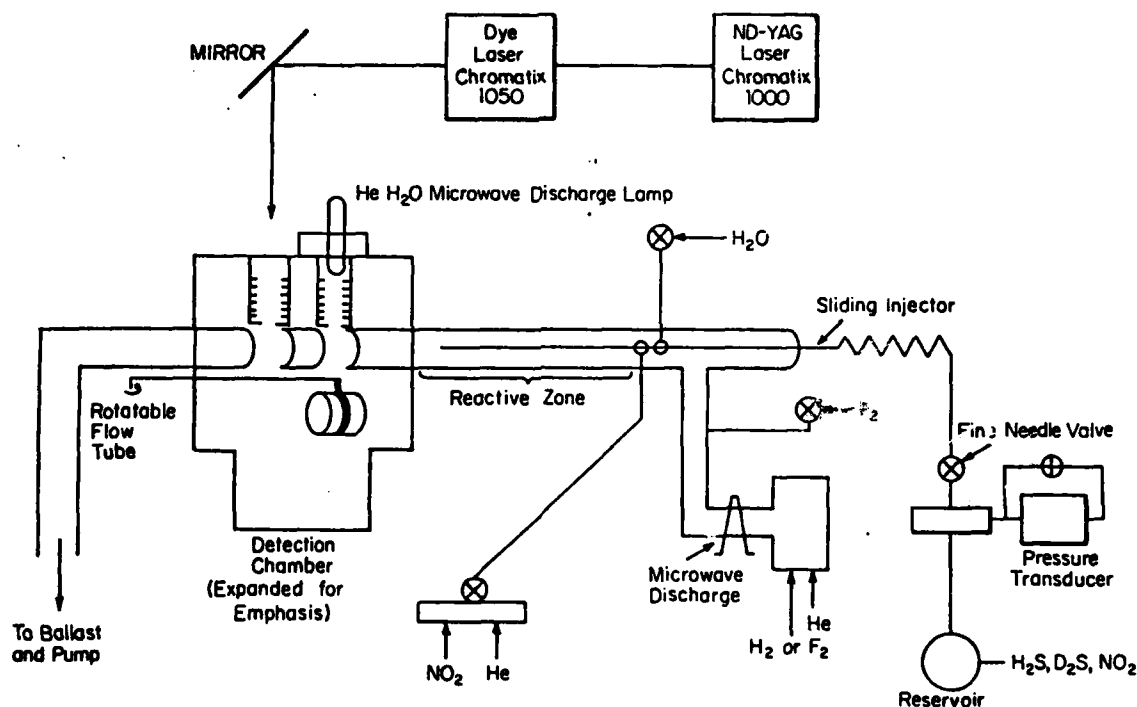 Dye
Laser
Chromatix
1050
ND-YAG
Laser
Chromatix
1000
MIRROR
He H₂O Microwave Discharge Lamp
H₂O
Sliding Injector
Reactive Zone
F₂
Rotatable
Flow
Tube
Fine Needle Valve
Detection
Chamber
(Expanded for
Emphasis)
Microwave
Discharge
Pressure
Transducer
To Ballast
and Pump
NO₂
He
He
H₂ or F₂
H₂S, D₂S, NO₂
Reservoir